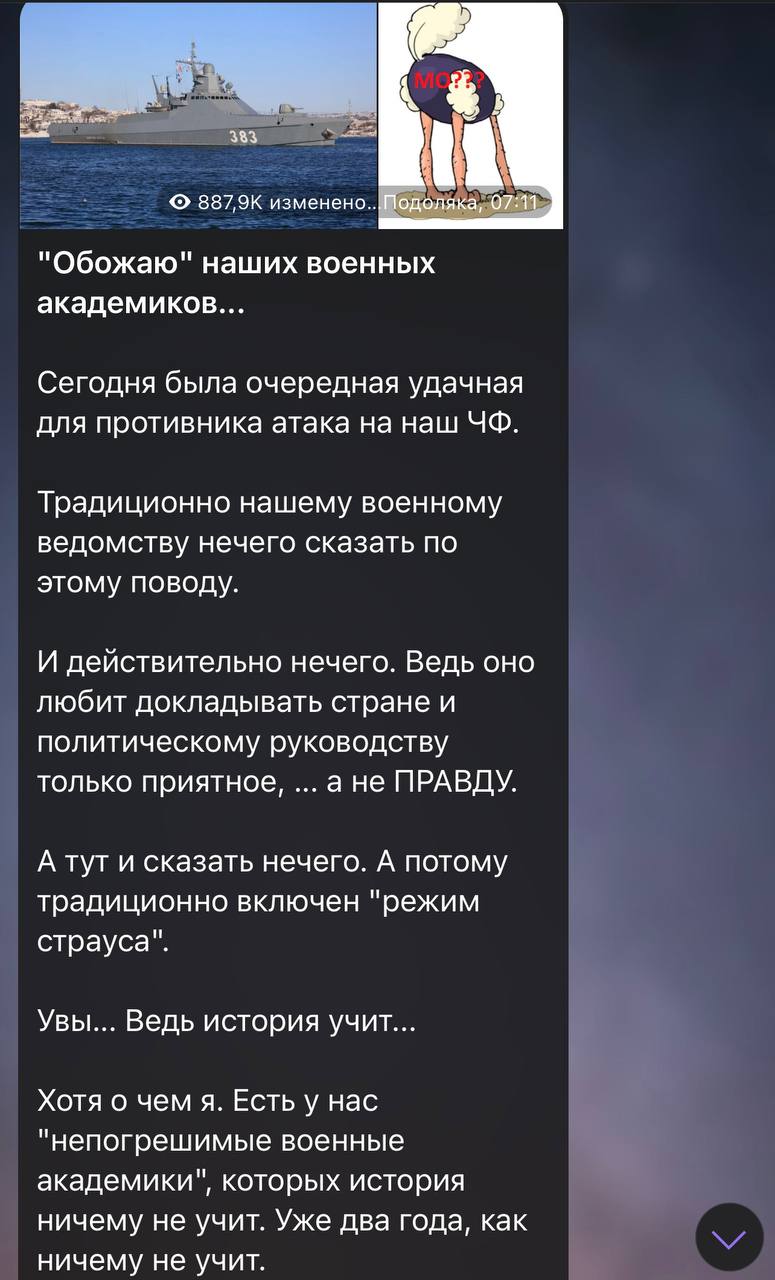 383
МО???
887,9K изменено...Подоляка, 07:11
"Обожаю" наших военных
академиков...
Сегодня была очередная удачная
для противника атака на наш ЧФ.
Традиционно нашему военному
ведомству нечего сказать по
этому поводу.
И действительно нечего. Ведь оно
любит докладывать стране и
политическому руководству
только приятное, ... а не ПРАВДУ.
А тут и сказать нечего. А потому
традиционно включен "режим
страуса".
Увы... Ведь история учит...
Хотя о чем я. Есть у нас
"непогрешимые военные
академики", которых история
ничему не учит. Уже два года, как
ничему не учит.